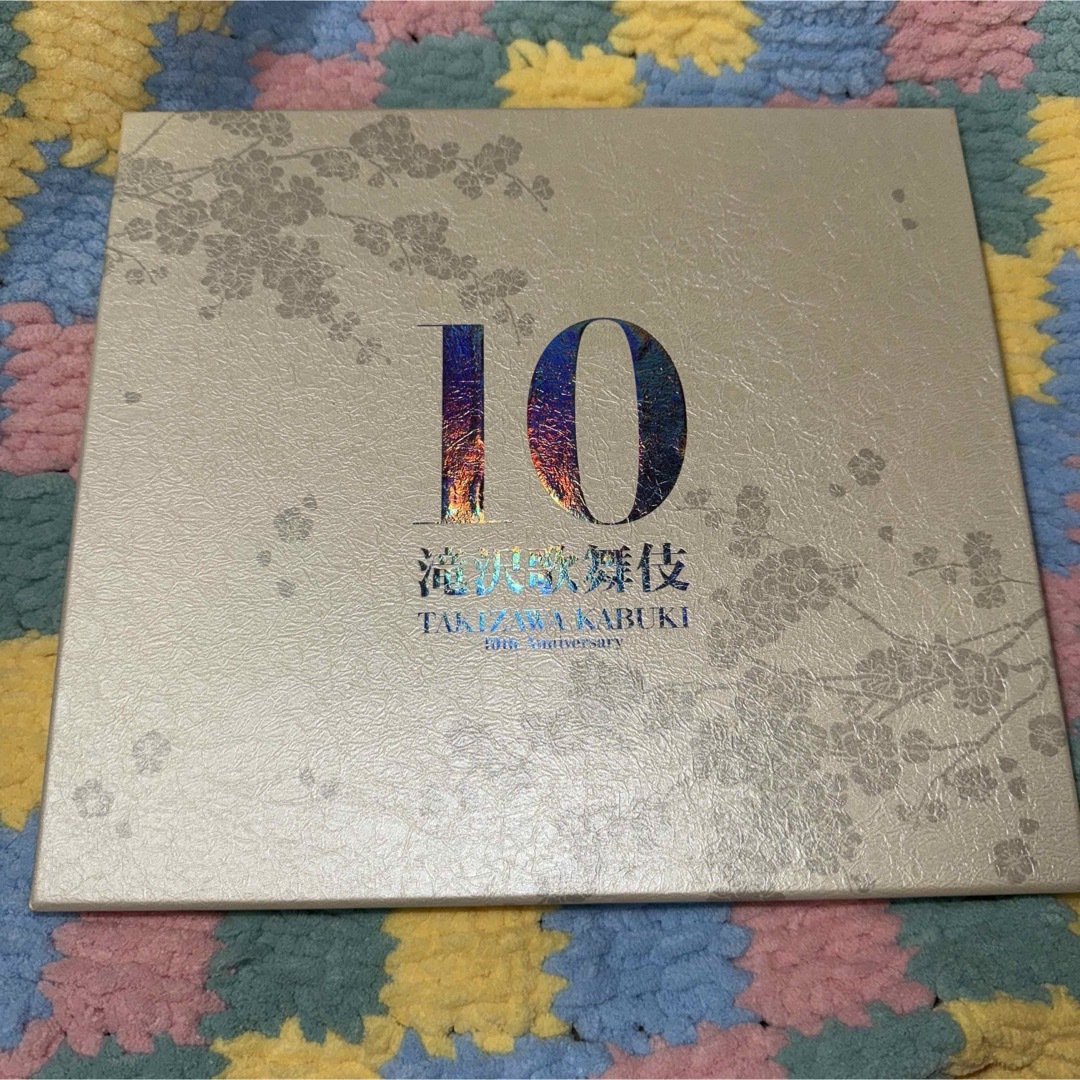 10
滝沢歌舞伎
TAKIZAWA KABUKI
10th Anniversary